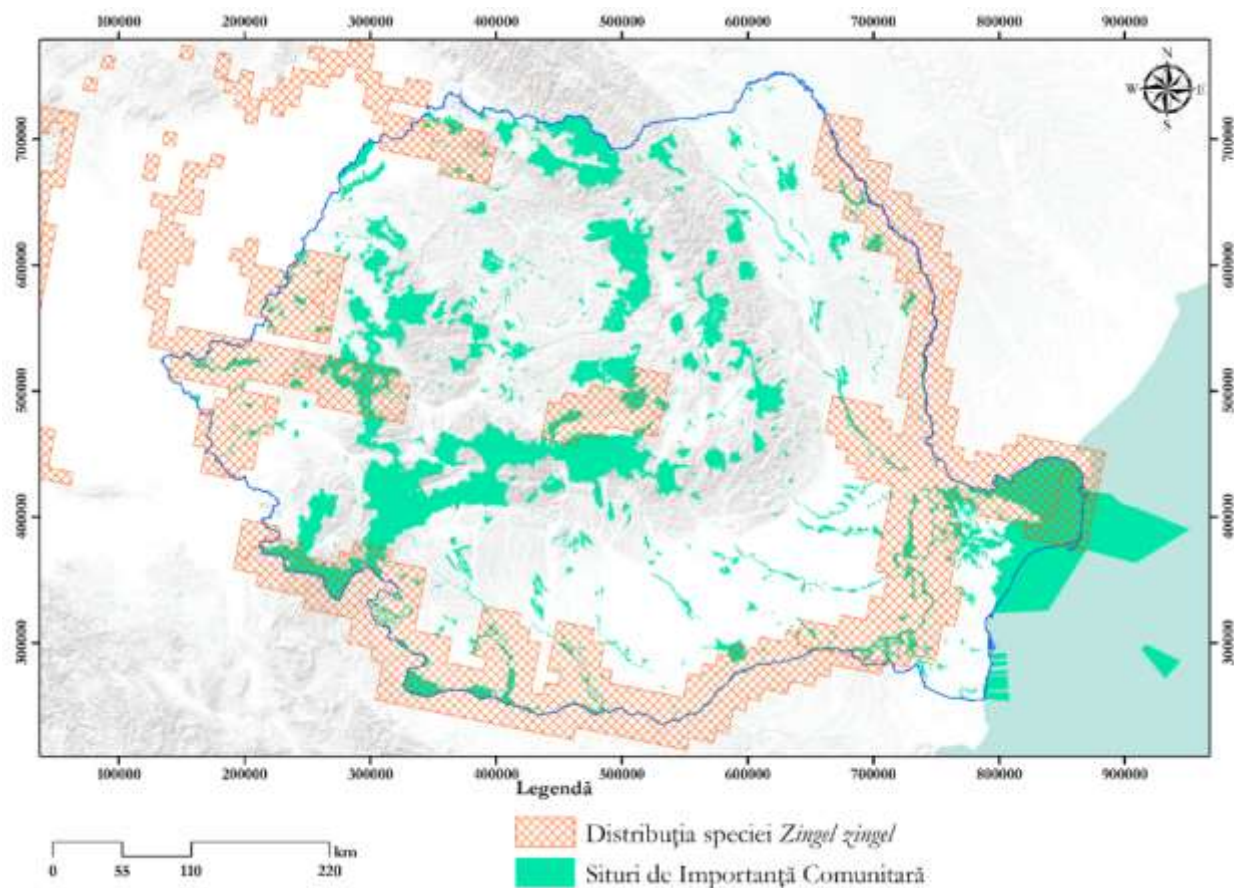 100000 200000 300000 400000 500000 600000 700000 800000 900000
N
W E
S
700000 700000
600000 600000
500000 500000
400000 400000
300000 300000
100000 200000 300000 400000 500000 600000 700000 800000 900000
Legendă
Distribuția speciei Zingel zingel
km
0 55 110 220
Situri de Importanță Comunitară